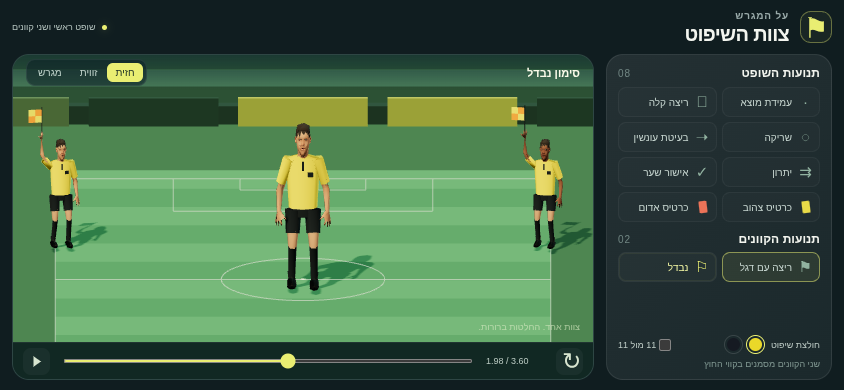 על המגרש
צוות השיפוט
שופט ראשי ושני קוונים
תנועות השופט
08
עמידת מוצא
ריצה קלה
שריקה
בעיטת עונשין
יתרון
אישור שער
כרטיס צהוב
כרטיס אדום
תנועות הקוונים
02
ריצה עם דגל
נבדל
חולצת שיפוט
11 מול 11
שני הקוונים מסמנים בקווי החוץ
סימון נבדל
חזית
זווית
מגרש
צוות אחד. החלטות ברורות.
1.98 / 3.60